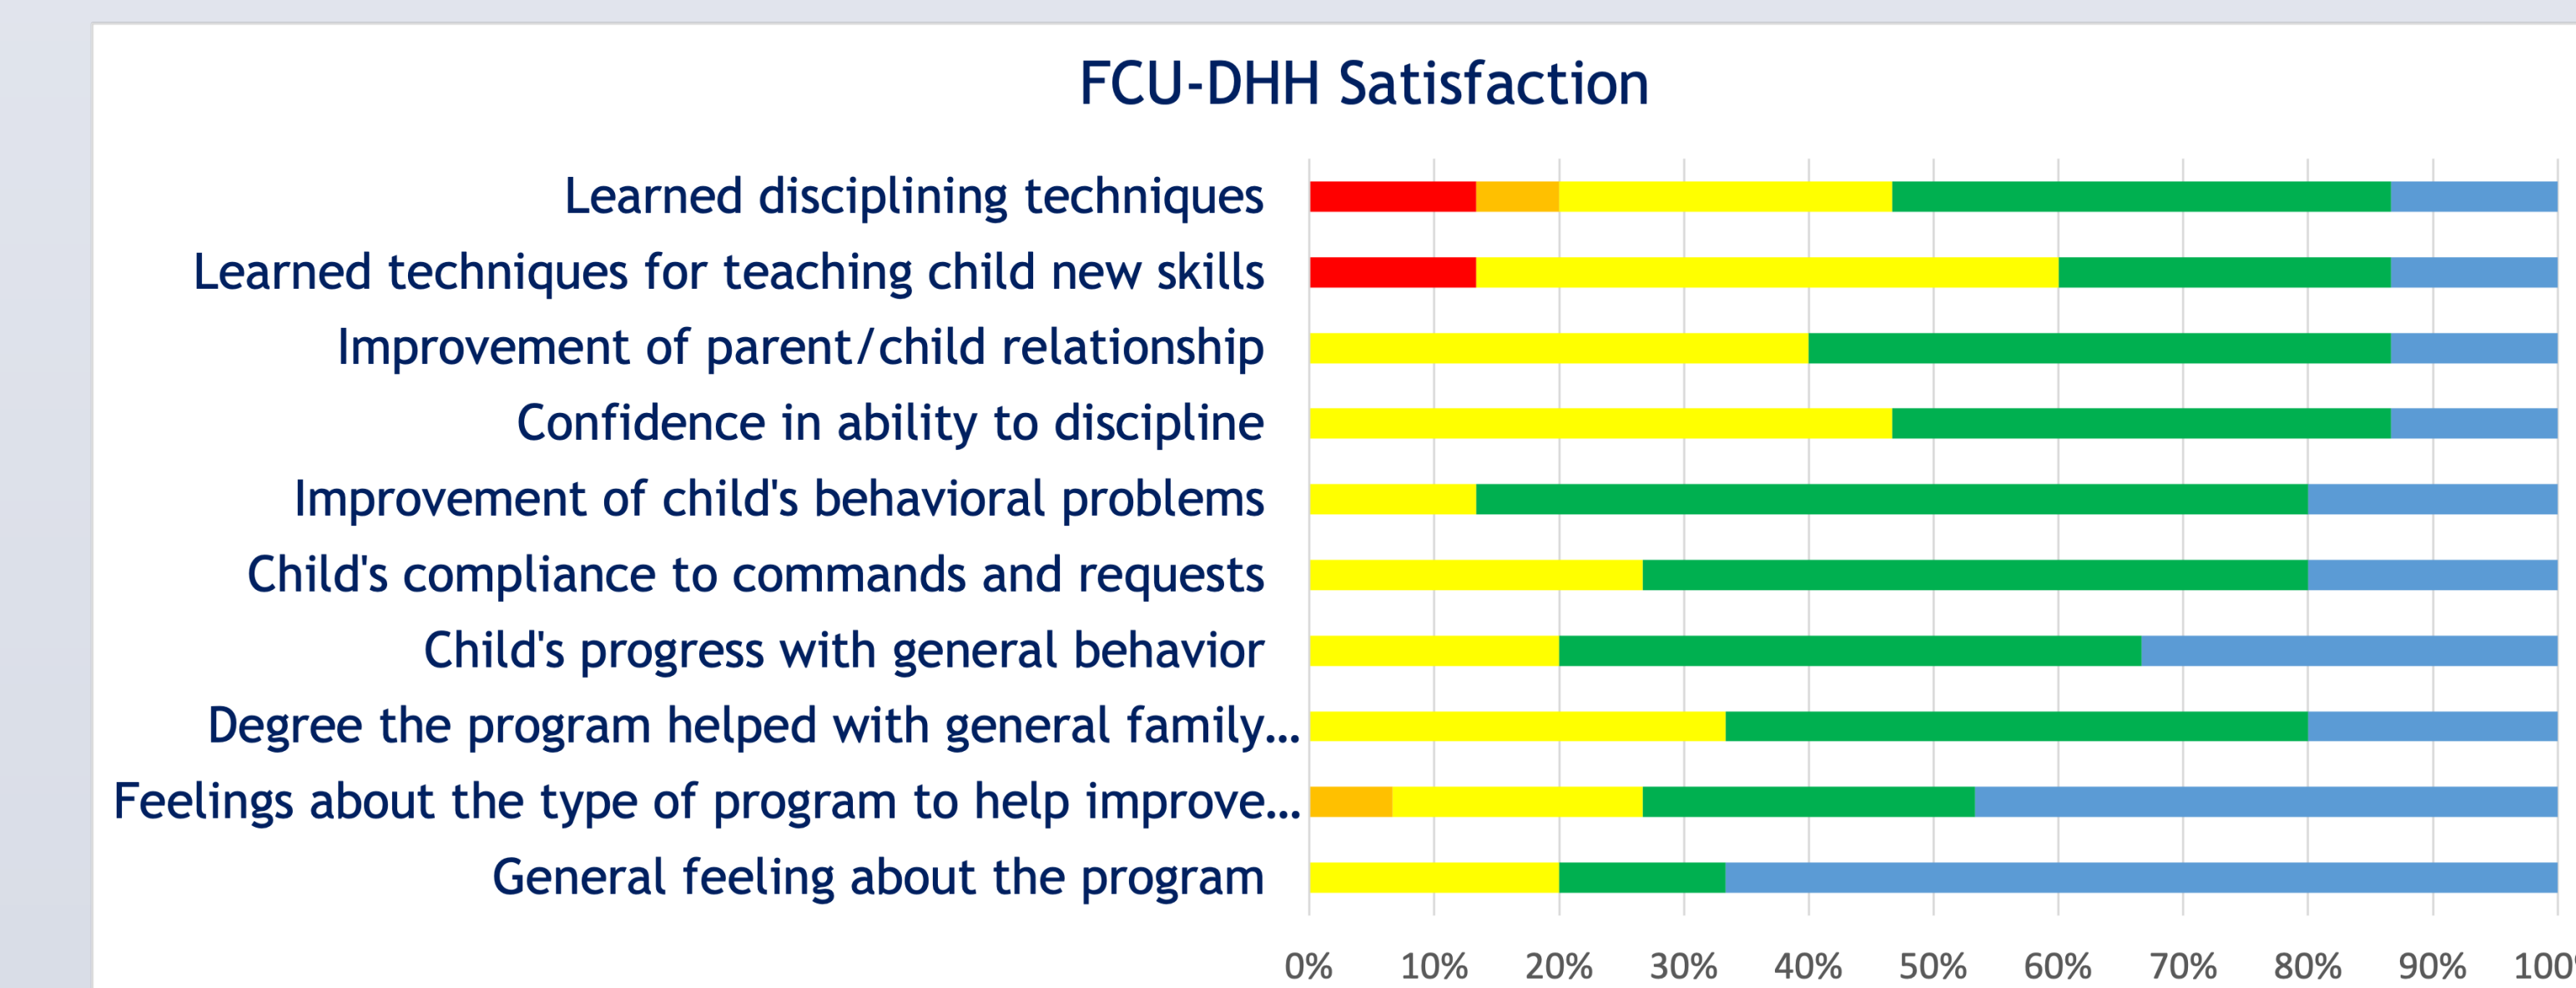 FCU-DHH Satisfaction
Learned disciplining techniques
Learned techniques for teaching child new skills
Improvement of parent/child relationship
Confidence in ability to discipline
Improvement of child's behavioral problems
Child's compliance to commands and requests
Child's progress with general behavior
Degree the program helped with general family...
Feelings about the type of program to help improve...
General feeling about the program
0% 10% 20% 30% 40% 50% 60% 70% 80% 90% 100%